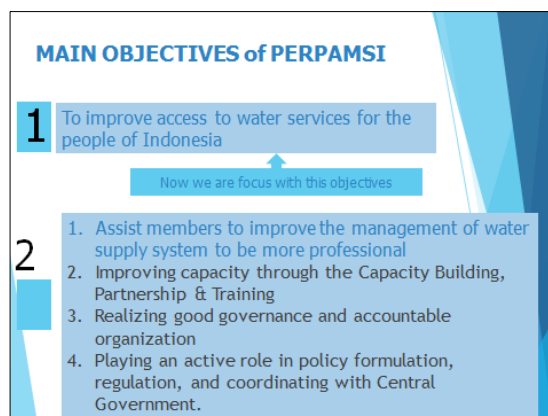 MAIN OBJECTIVES of PERPAMSI
1
To improve access to water services for the
people of Indonesia
Now we are focus with this objectives
2
1. Assist members to improve the management of water
supply system to be more professional
2. Improving capacity through the Capacity Building,
Partnership & Training
3. Realizing good governance and accountable
organization
4. Playing an active role in policy formulation,
regulation, and coordinating with Central
Government.